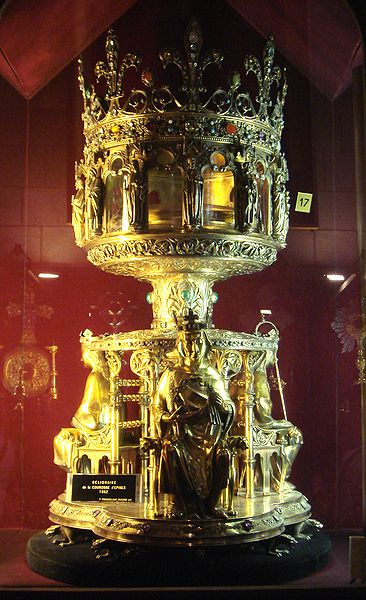 17
RELIQUAIRE
de la COURONNE d'EPINES
1862